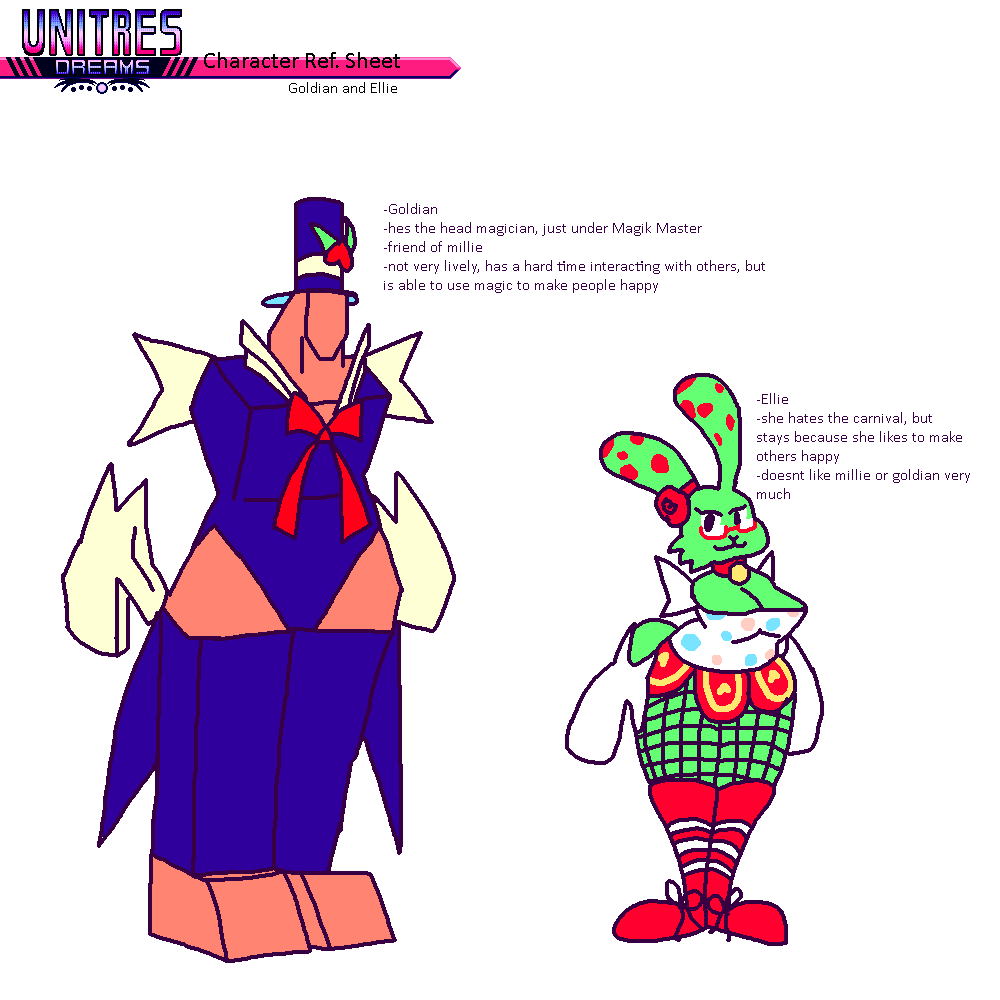 UNITRES
DREAMS
Character Ref. Sheet
Goldian and Ellie
-Goldian
-hes the head magician, just under Magik Master
-friend of millie
-not very lively, has a hard time interacting with others, but
is able to use magic to make people happy
-Ellie
-she hates the carnival, but
stays because she likes to make
others happy
-doesnt like millie or goldian very
much